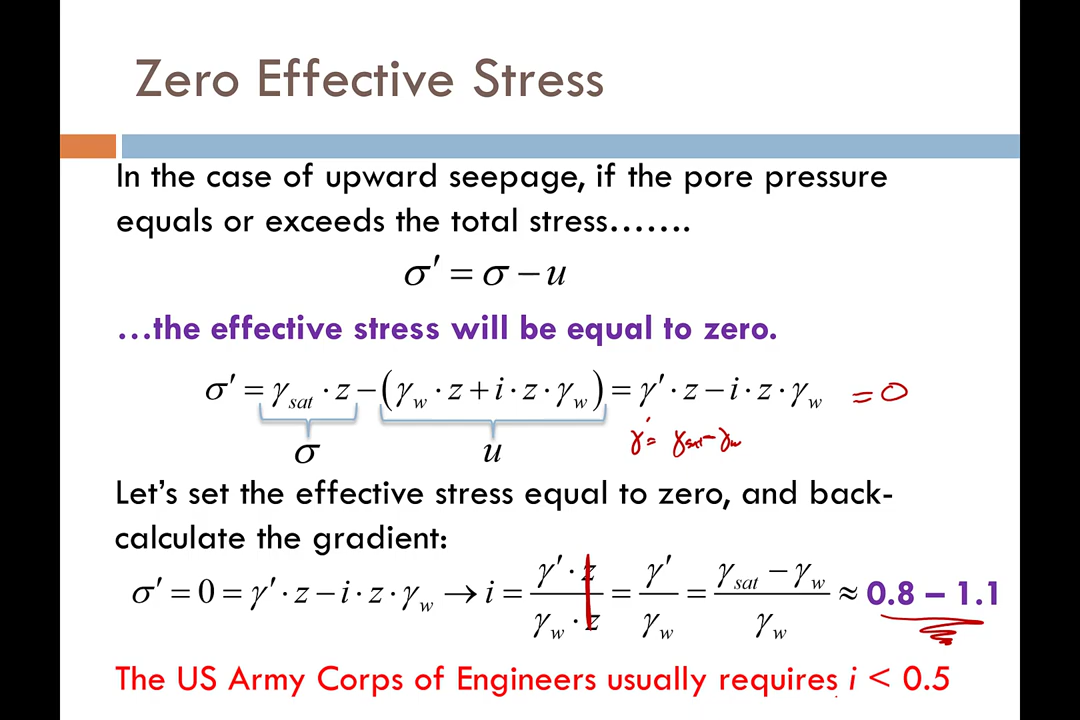 Zero Effective Stress
In the case of upward seepage, if the pore pressure
equals or exceeds the total stress…….
σ′ = σ − u
…the effective stress will be equal to zero.
σ′ = γsat · z − (γw · z + i · z · γw) = γ′ · z − i · z · γw = 0
σ u γ′ = γsat − γw
Let’s set the effective stress equal to zero, and back-
calculate the gradient:
σ′ = 0 = γ′ · z − i · z · γw → i = γ′ · z / γw · z = γ′ / γw = γsat − γw / γw ≈ 0.8 – 1.1
The US Army Corps of Engineers usually requires i < 0.5